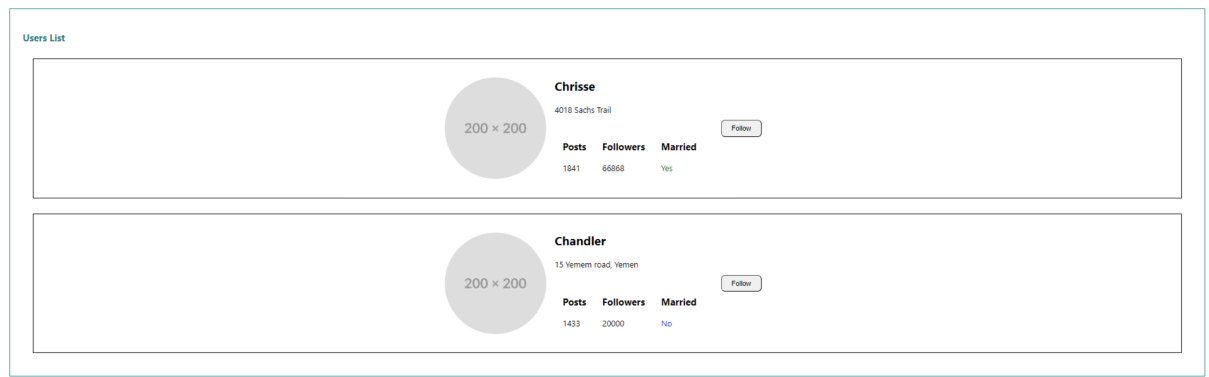 Users List
200 × 200
Chrisse
4018 Sachs Trail
Follow
Posts Followers Married
1841 66868 Yes
200 × 200
Chandler
15 Yemem road, Yemen
Follow
Posts Followers Married
1433 20000 No